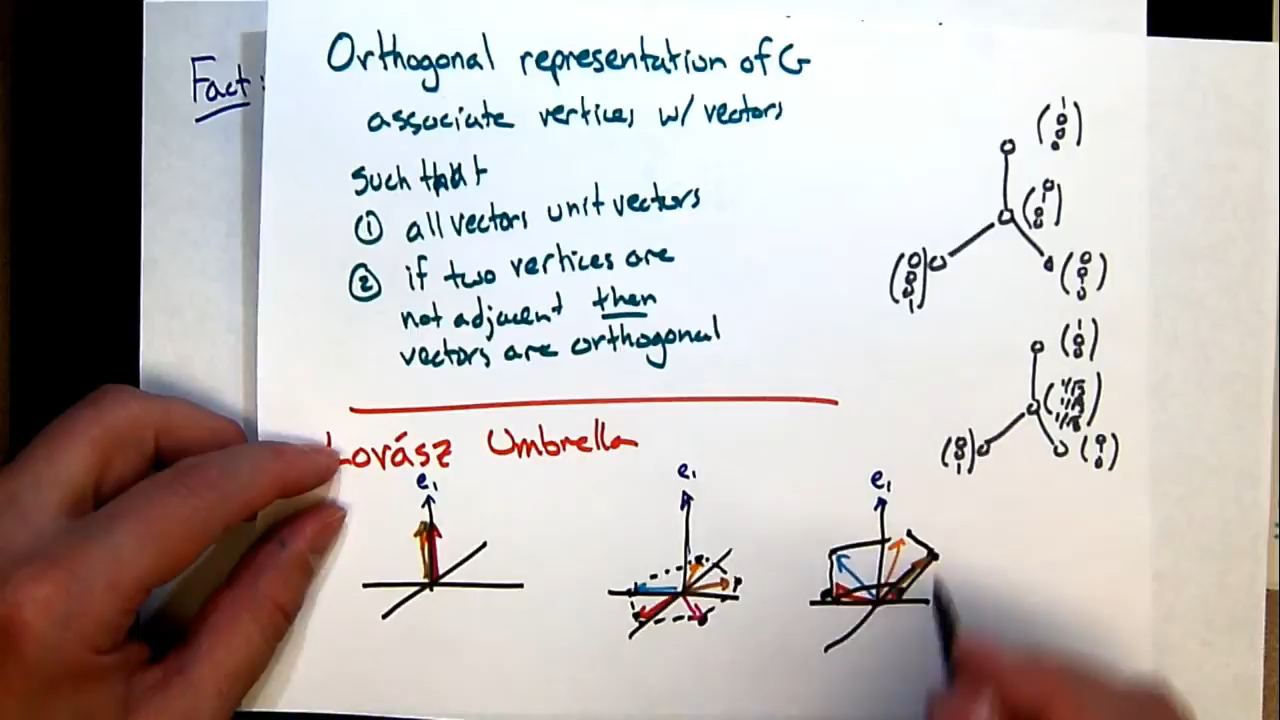 Fact:
Orthogonal representation of G
associate vertices w/ vectors
such that
① all vectors unit vectors
② if two vertices are
not adjacent then
vectors are orthogonal
Lovász Umbrella
e₁
e₁
e₁